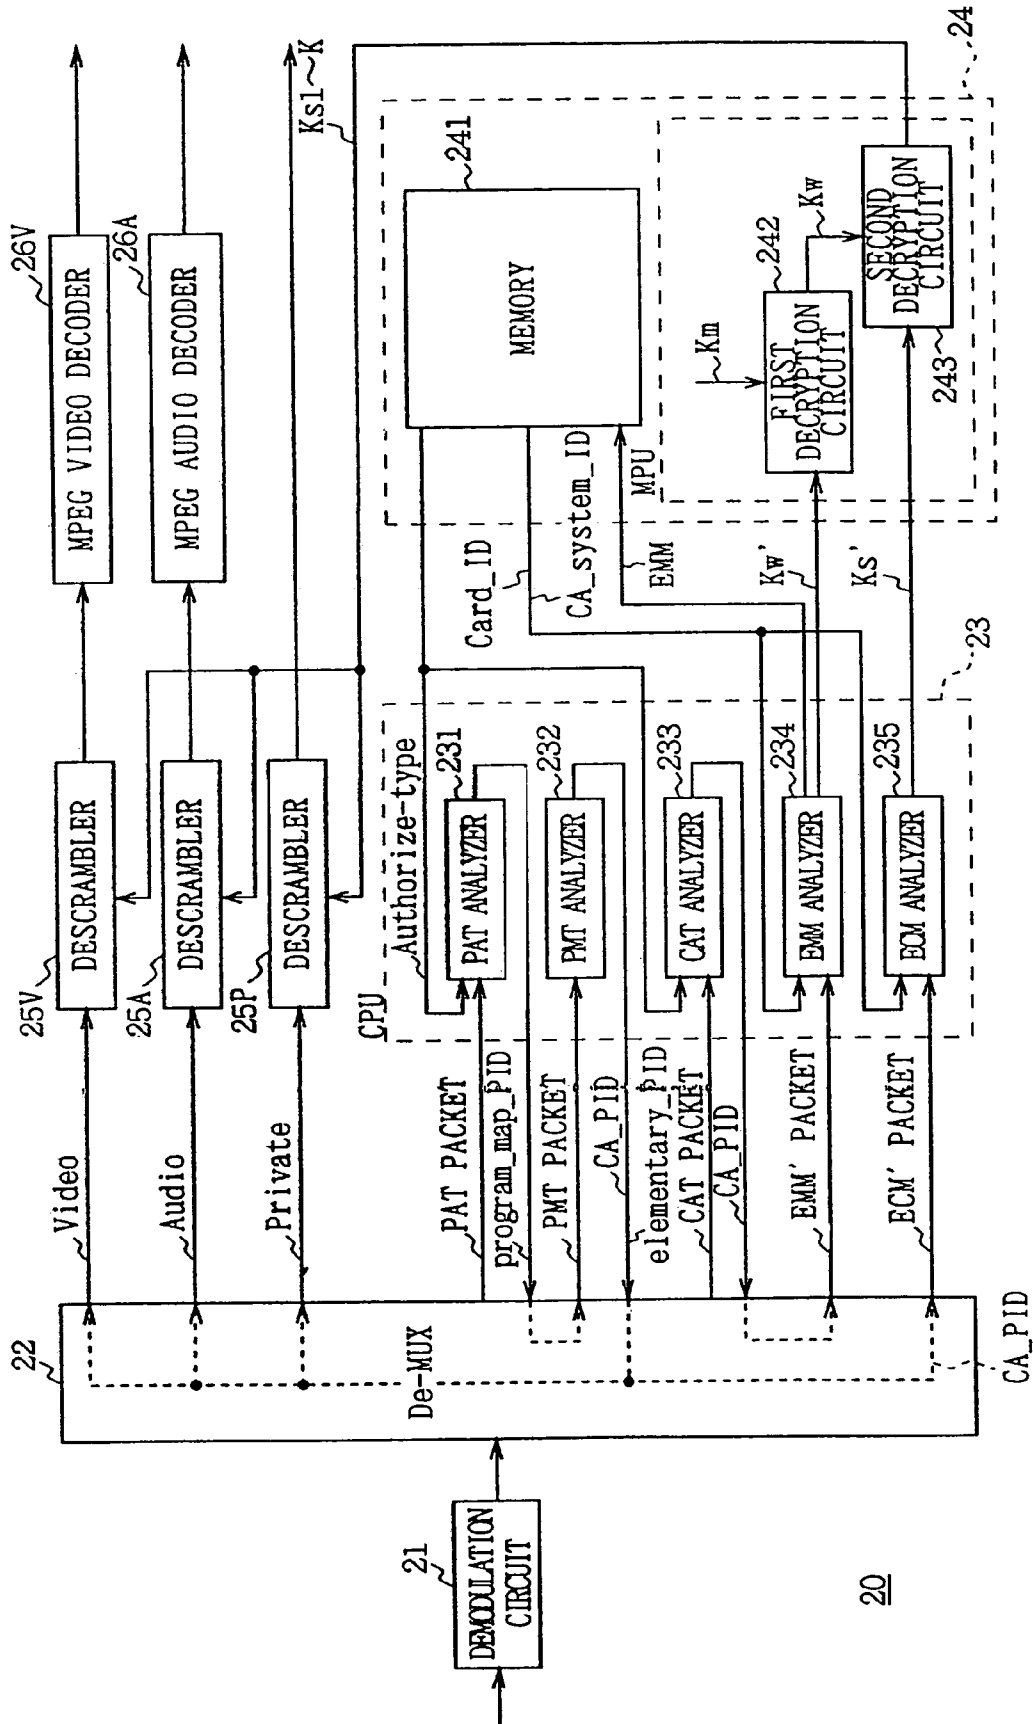 20
21
DEMODULATION
CIRCUIT
22
De-MUX
CA_PID
Video
Audio
Private
PAT PACKET
program_map_PID
PMT PACKET
CA_PID
elementary_PID
CAT PACKET
CA_PID
EMM' PACKET
ECM' PACKET
25V
DESCRAMBLER
25A
DESCRAMBLER
25P
DESCRAMBLER
CPU
Authorize-type
231
PAT ANALYZER
232
PMT ANALYZER
233
CAT ANALYZER
234
EMM ANALYZER
235
ECM ANALYZER
23
26V
MPEG VIDEO DECODER
26A
MPEG AUDIO DECODER
Ks1~K
Card_ID
CA_system_ID
EMM
Kw'
Ks'
MPU
241
MEMORY
Km
242
FIRST
DECRYPTION
CIRCUIT
Kw
243
SECOND
DECRYPTION
CIRCUIT
24